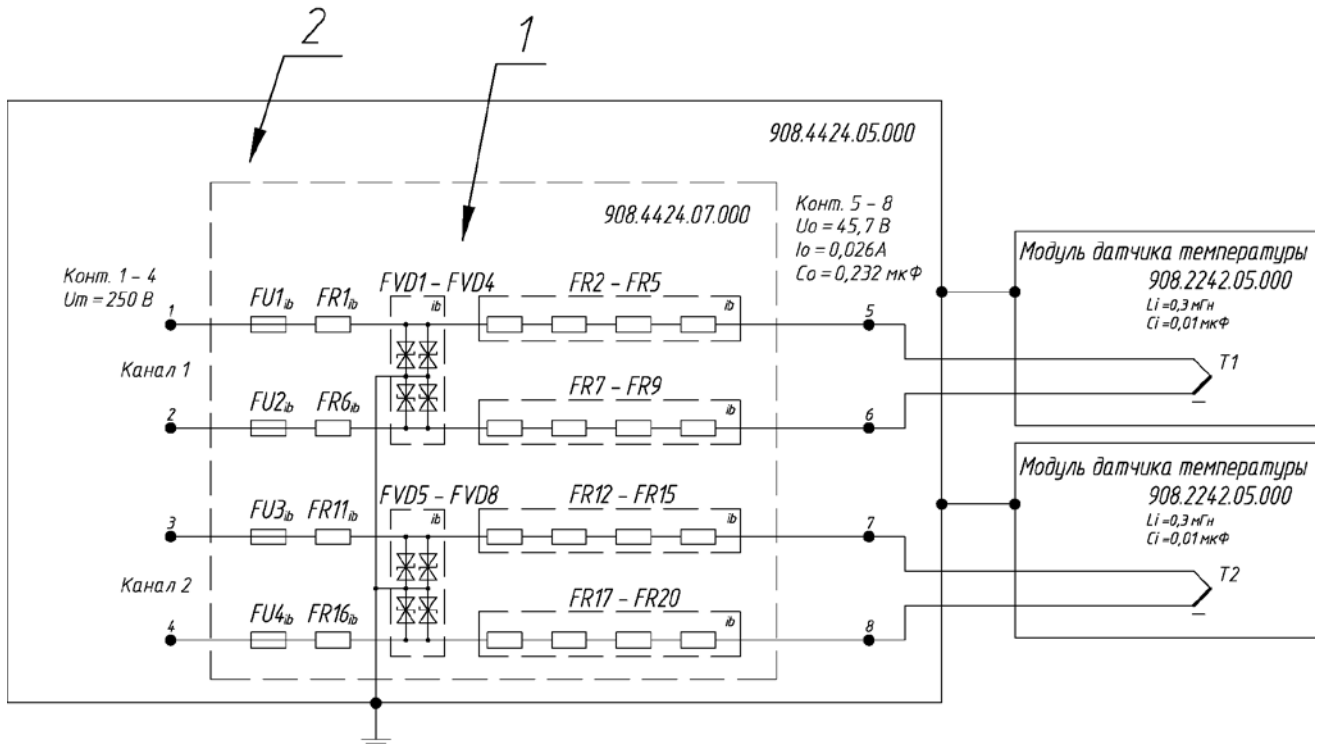 2
1
908.4424.05.000
908.4424.07.000
Конт. 5 – 8
Uo = 45,7 В
Io = 0,026А
Co = 0,232 мкФ
Конт. 1 – 4
Um = 250 В
Модуль датчика температуры
908.2242.05.000
Li =0,3 мГн
Ci =0,01 мкФ
FU1ib
FR1ib
FVD1 – FVD4
ib
FR2 – FR5
ib
1
5
T1
Канал 1
FU2ib
FR6ib
FR7 – FR9
ib
2
6
Модуль датчика температуры
908.2242.05.000
Li =0,3 мГн
Ci =0,01 мкФ
FU3ib
FR11ib
FVD5 – FVD8
ib
FR12 – FR15
ib
3
7
T2
Канал 2
FU4ib
FR16ib
FR17 – FR20
ib
4
8